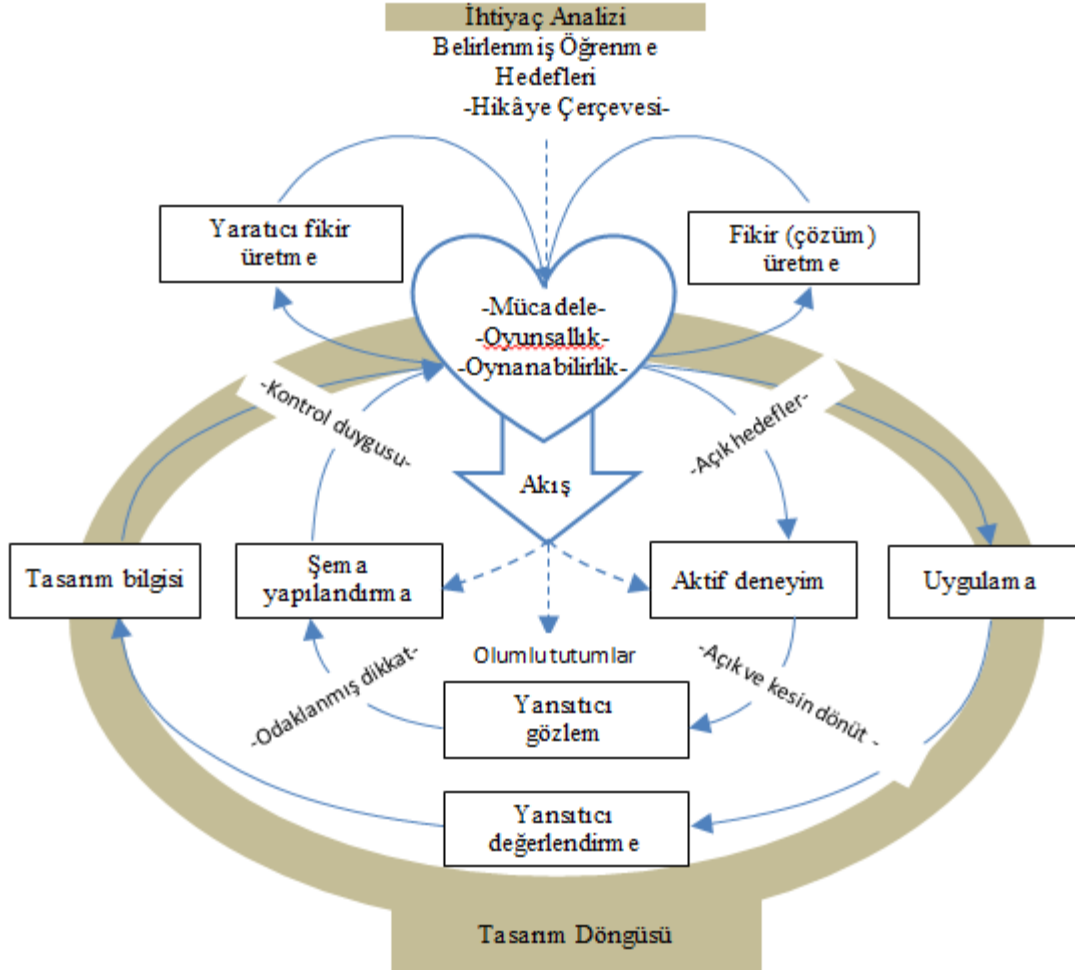 İhtiyaç Analizi
Belirlenmiş Öğrenme
Hedefleri
-Hikâye Çerçevesi-
Yaratıcı fikir
üretme
Fikir (çözüm)
üretme
-Mücadele-
-Oyunsallık-
-Oynanabilirlik-
-Kontrol duygusu-
-Açık hedefler-
Akış
Tasarım bilgisi
Şema
yapılandırma
Aktif deneyim
Uygulama
Olumlu tutumlar
-Odaklanmış dikkat-
-Açık ve kesin dönüt -
Yansıtıcı
gözlem
Yansıtıcı
değerlendirme
Tasarım Döngüsü